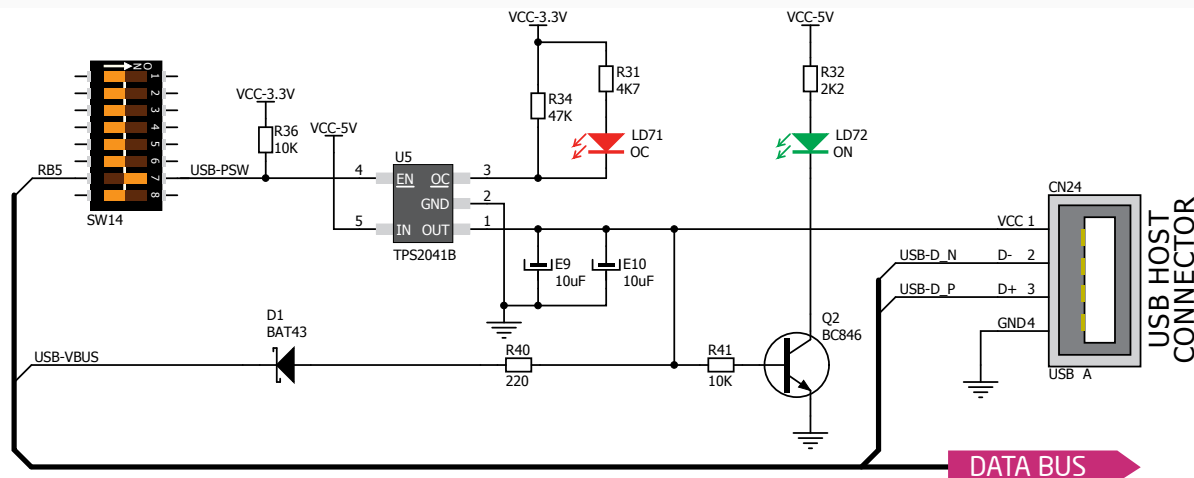 VCC-3.3V
VCC-5V
O N
1
2
3
4
5
6
7
8
SW14
RB5
USB-PSW
VCC-3.3V
R36
10K
VCC-5V
R34
47K
R31
4K7
LD71
OC
R32
2K2
LD72
ON
U5
4
EN
OC
3
GND
2
5
IN
OUT
1
TPS2041B
E9
10uF
E10
10uF
CN24
VCC 1
USB-D_N
D- 2
USB-D_P
D+ 3
GND4
USB A
USB HOST
CONNECTOR
D1
BAT43
USB-VBUS
R40
220
R41
10K
Q2
BC846
DATA BUS